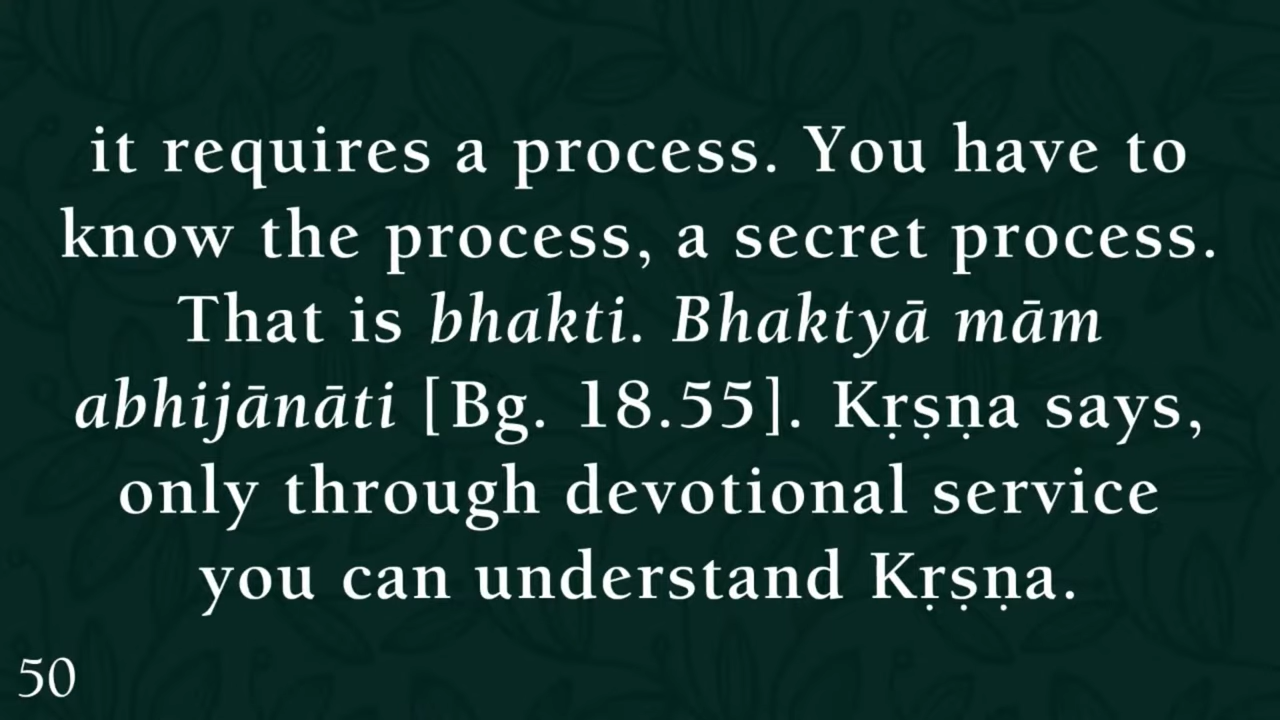 it requires a process. You have to
know the process, a secret process.
That is bhakti. Bhaktyā mām
abhijānāti [Bg. 18.55]. Kṛṣṇa says,
only through devotional service
you can understand Kṛṣṇa.
50